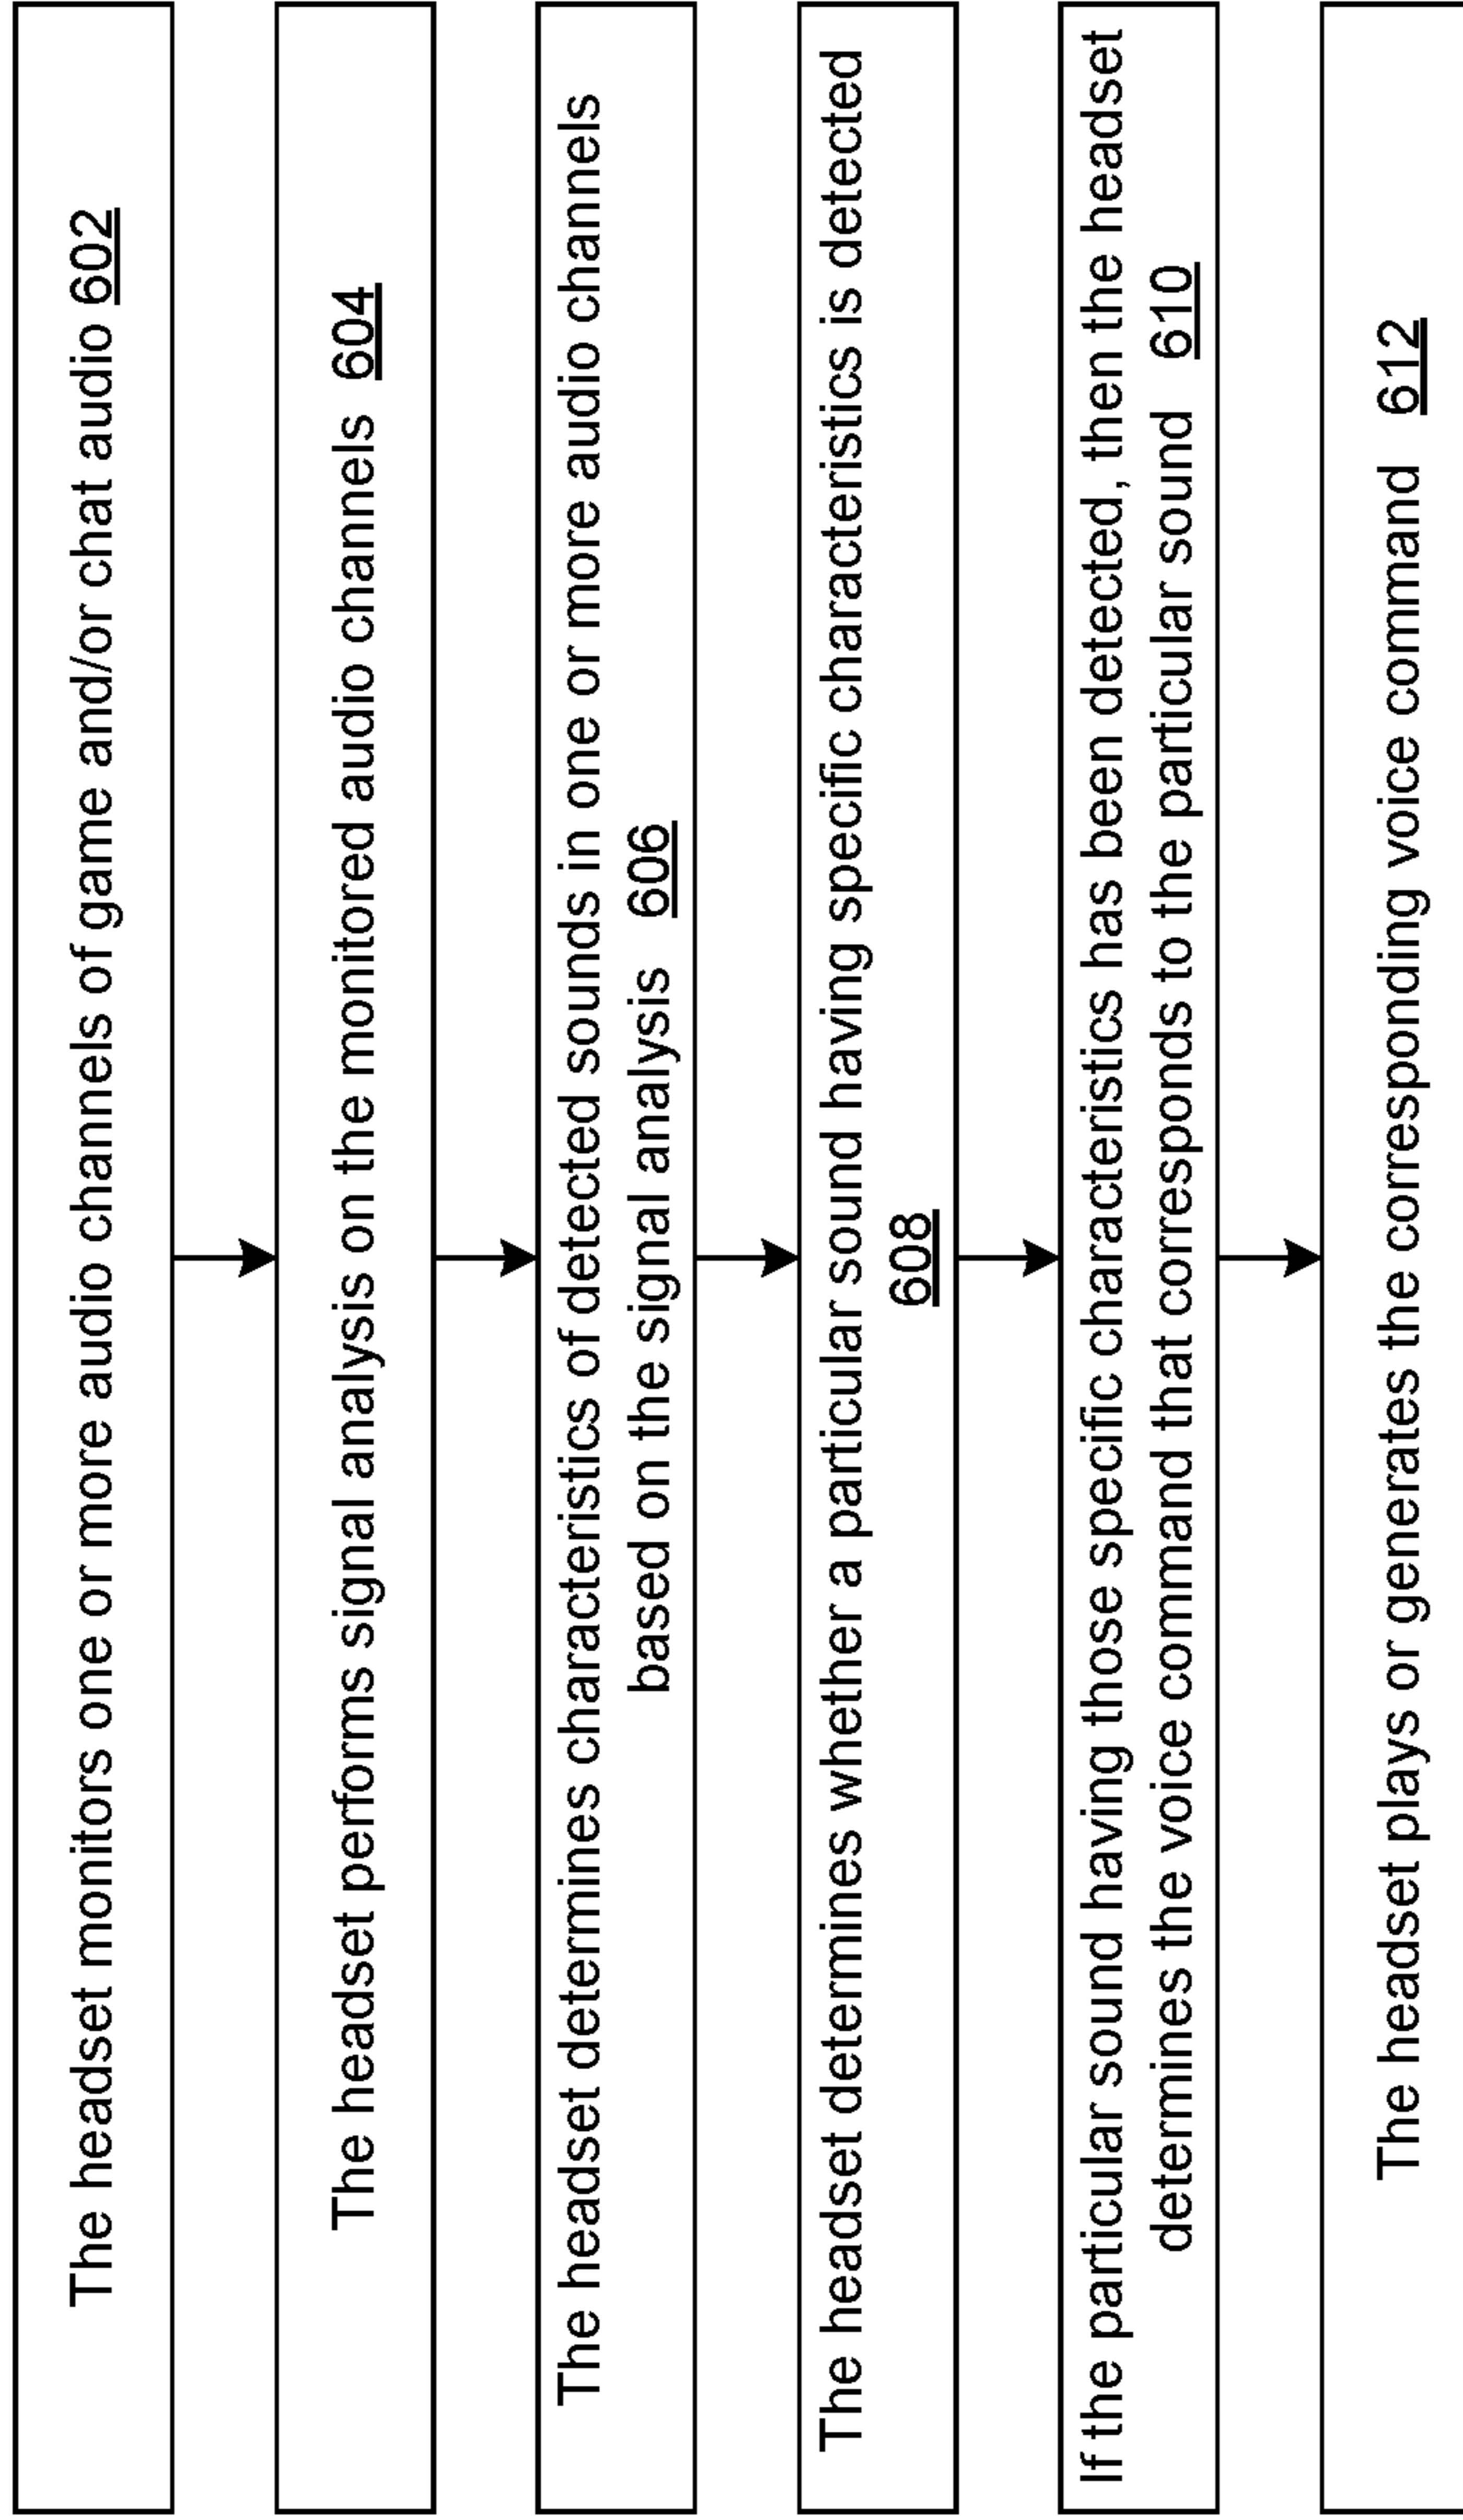 The headset monitors one or more audio channels of game and/or chat audio 602
The headset performs signal analysis on the monitored audio channels 604
The headset determines characteristics of detected sounds in one or more audio channels
based on the signal analysis 606
The headset determines whether a particular sound having specific characteristics is detected
608
If the particular sound having those specific characteristics has been detected, then the headset
determines the voice command that corresponds to the particular sound 610
The headset plays or generates the corresponding voice command 612